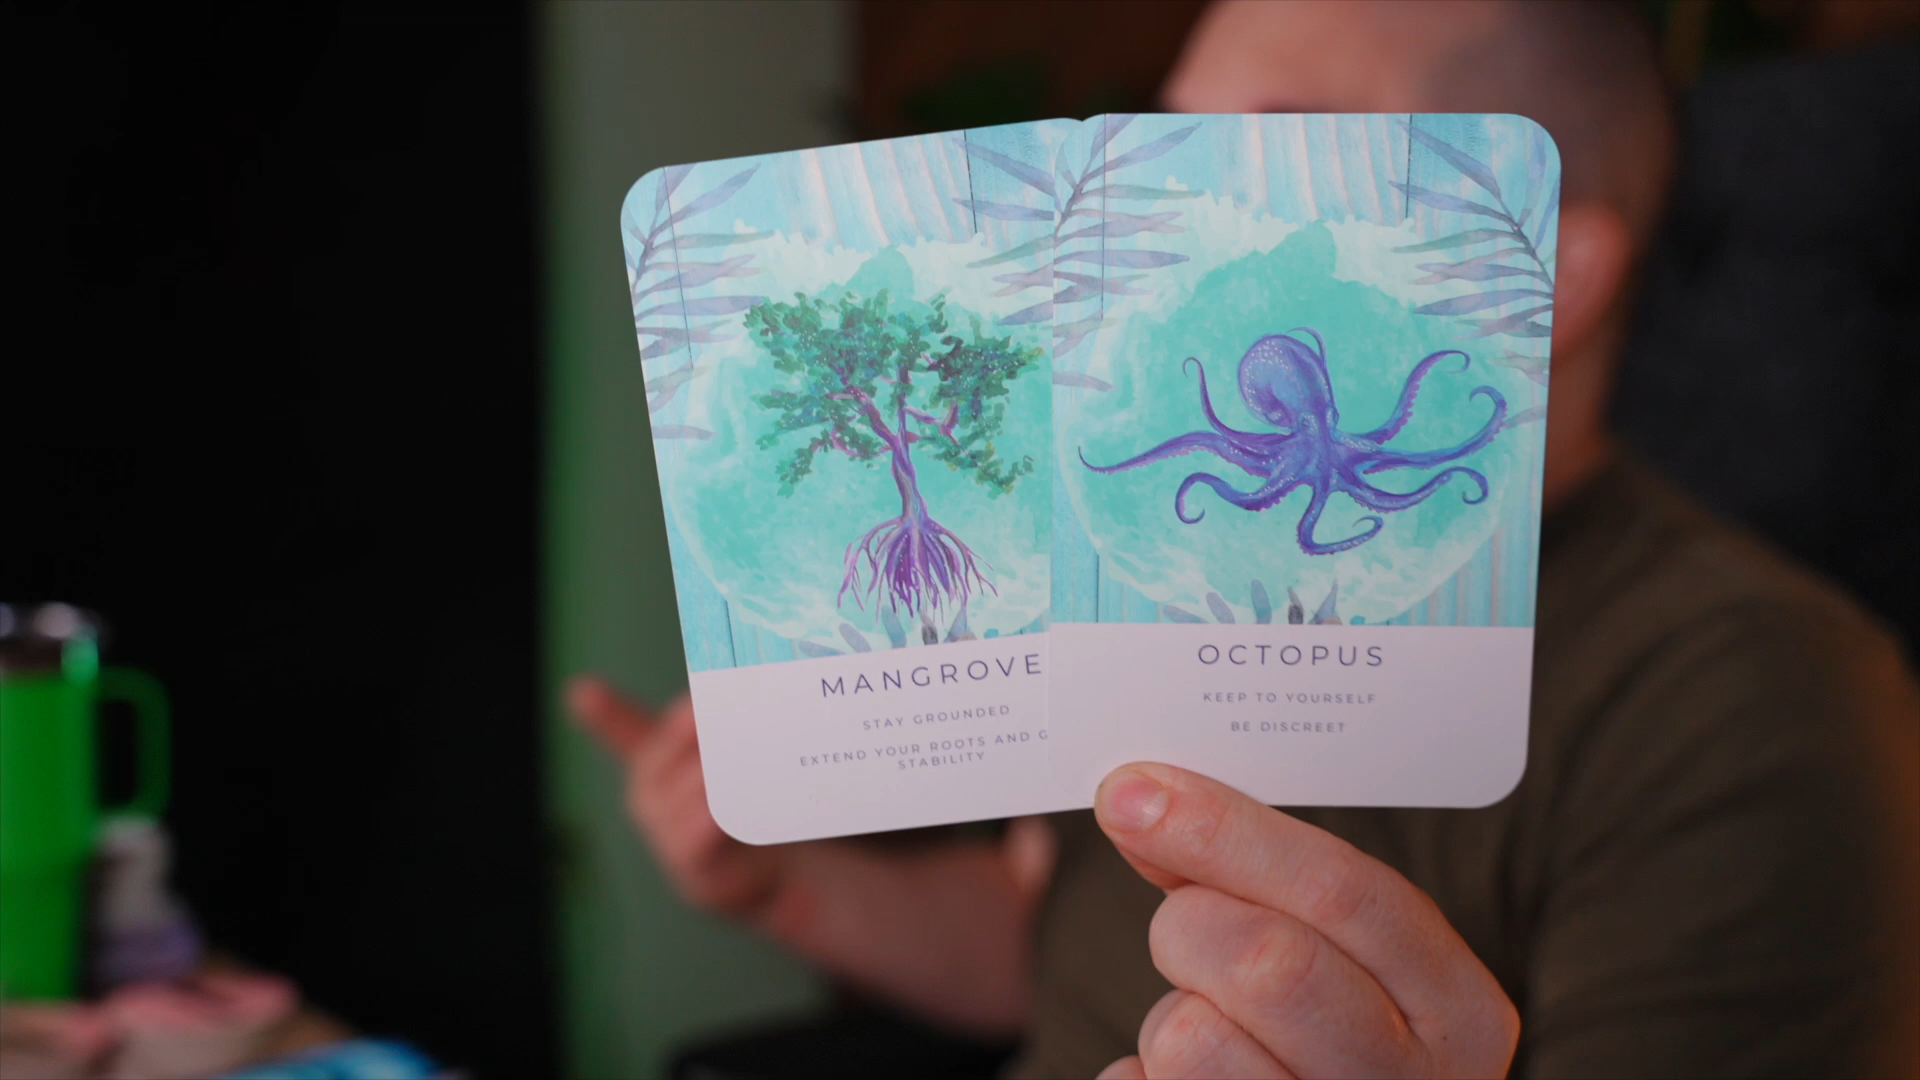 MANGROVE
STAY GROUNDED
EXTEND YOUR ROOTS AND
STABILITY
OCTOPUS
KEEP TO YOURSELF
BE DISCREET